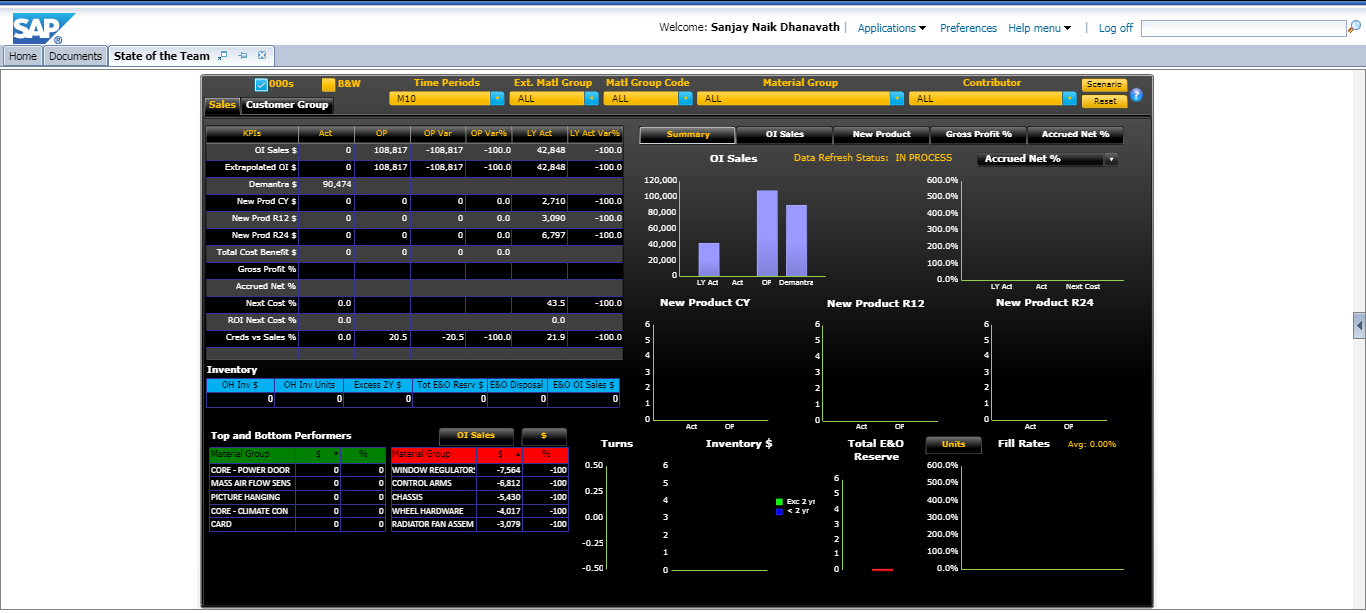 SAP ®
Welcome: Sanjay Naik Dhanavath | Applications Preferences Help menu | Log off
Home Documents State of the Team
000s B&W Time Periods Ext. Matl Group Matl Group Code Material Group Contributor Scenario
M10 ALL ALL ALL ALL Reset ?
Sales Customer Group
KPIs Act OP OP Var OP Var% LY Act LY Act Var%
OI Sales $ 0 108,817 -108,817 -100.0 42,848 -100.0
Extrapolated OI $ 0 108,817 -108,817 -100.0 42,848 -100.0
Demantra $ 90,474
New Prod CY $ 0 0 0 0.0 2,710 -100.0
New Prod R12 $ 0 0 0 0.0 3,090 -100.0
New Prod R24 $ 0 0 0 0.0 6,797 -100.0
Total Cost Benefit $ 0 0 0 0.0
Gross Profit %
Accrued Net %
Next Cost % 0.0 43.5 -100.0
ROI Next Cost % 0.0 0.0
Creds vs Sales % 0.0 20.5 -20.5 -100.0 21.9 -100.0
Inventory
OH Inv $ OH Inv Units Excess 2Y $ Tot E&O Resrv $ E&O Disposal E&O OI Sales $
0 0 0 0 0 0
Top and Bottom Performers OI Sales $
Material Group $ %
CORE - POWER DOOR 0 0
MASS AIR FLOW SENS 0 0
PICTURE HANGING 0 0
CORE - CLIMATE CON 0 0
CARD 0 0
Material Group $ %
WINDOW REGULATORS -7,564 -100
CONTROL ARMS -6,812 -100
CHASSIS -5,430 -100
WHEEL HARDWARE -4,017 -100
RADIATOR FAN ASSEM -3,079 -100
Summary OI Sales New Product Gross Profit % Accrued Net %
OI Sales Data Refresh Status: IN PROCESS Accrued Net %
120,000
100,000
80,000
60,000
40,000
20,000
0
LY Act Act OP Demantra
600.0%
500.0%
400.0%
300.0%
200.0%
100.0%
0.0%
LY Act Act Next Cost
New Product CY
6
5
4
3
2
1
0
Act OP
New Product R12
6
5
4
3
2
1
0
Act OP
New Product R24
6
5
4
3
2
1
0
Act OP
Turns
0.50
0.25
0.00
-0.25
-0.50
Inventory $
6
5
4
3
2
1
0
Exc 2 yr
< 2 yr
Total E&O
Reserve
6
5
4
3
2
1
0
Units Fill Rates Avg: 0.00%
600.0%
500.0%
400.0%
300.0%
200.0%
100.0%
0.0%